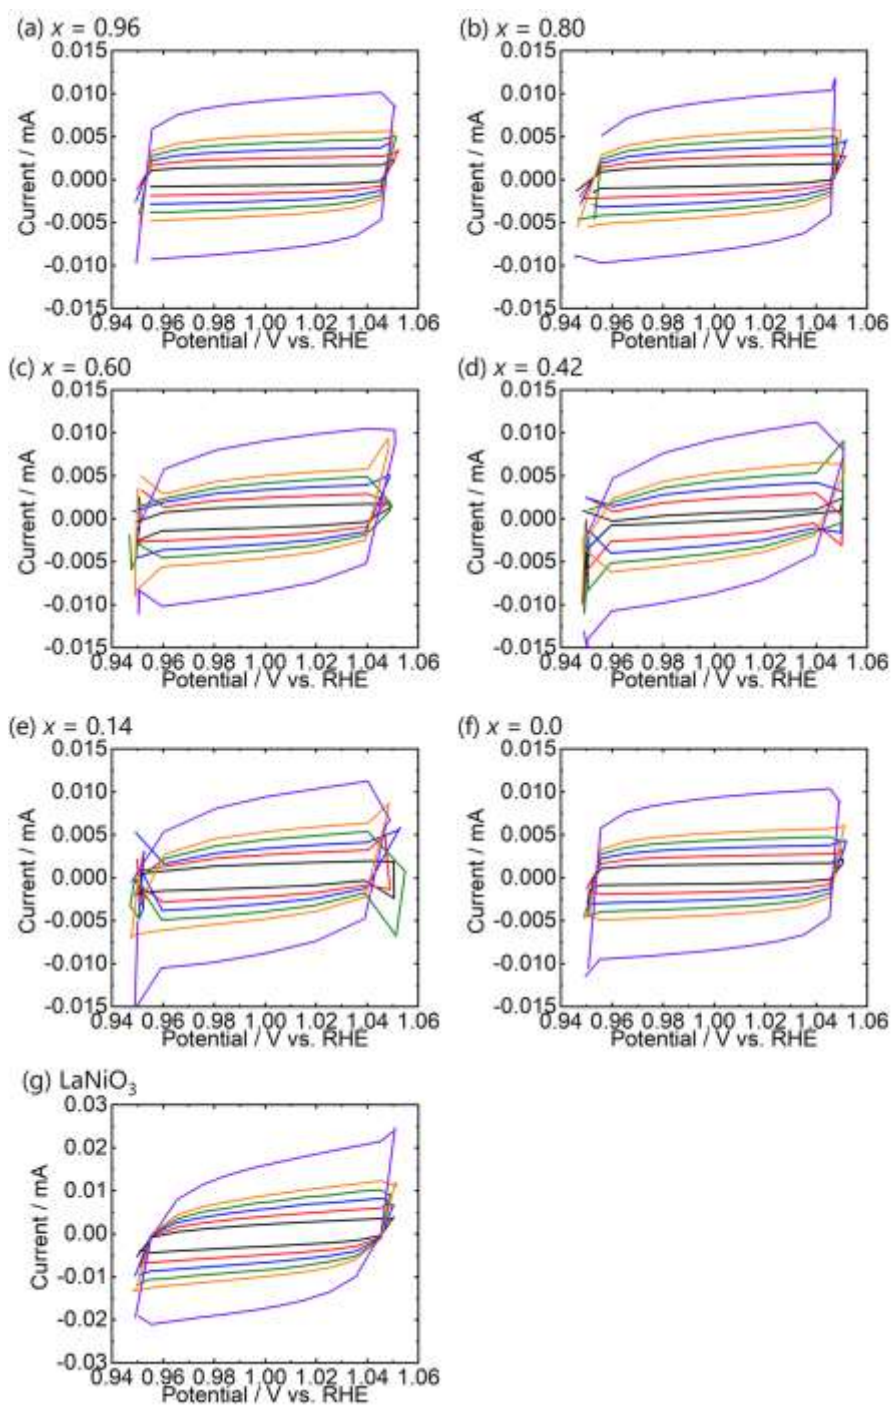 (a) x = 0.96
0.015
0.010
0.005
0.000
-0.005
-0.010
-0.015
Current / mA
0.94 0.96 0.98 1.00 1.02 1.04 1.06
Potential / V vs. RHE
(b) x = 0.80
0.015
0.010
0.005
0.000
-0.005
-0.010
-0.015
Current / mA
0.94 0.96 0.98 1.00 1.02 1.04 1.06
Potential / V vs. RHE
(c) x = 0.60
0.015
0.010
0.005
0.000
-0.005
-0.010
-0.015
Current / mA
0.94 0.96 0.98 1.00 1.02 1.04 1.06
Potential / V vs. RHE
(d) x = 0.42
0.015
0.010
0.005
0.000
-0.005
-0.010
-0.015
Current / mA
0.94 0.96 0.98 1.00 1.02 1.04 1.06
Potential / V vs. RHE
(e) x = 0.14
0.015
0.010
0.005
0.000
-0.005
-0.010
-0.015
Current / mA
0.94 0.96 0.98 1.00 1.02 1.04 1.06
Potential / V vs. RHE
(f) x = 0.0
0.015
0.010
0.005
0.000
-0.005
-0.010
-0.015
Current / mA
0.94 0.96 0.98 1.00 1.02 1.04 1.06
Potential / V vs. RHE
(g) LaNiO₃
0.03
0.02
0.01
0.00
-0.01
-0.02
-0.03
Current / mA
0.94 0.96 0.98 1.00 1.02 1.04 1.06
Potential / V vs. RHE